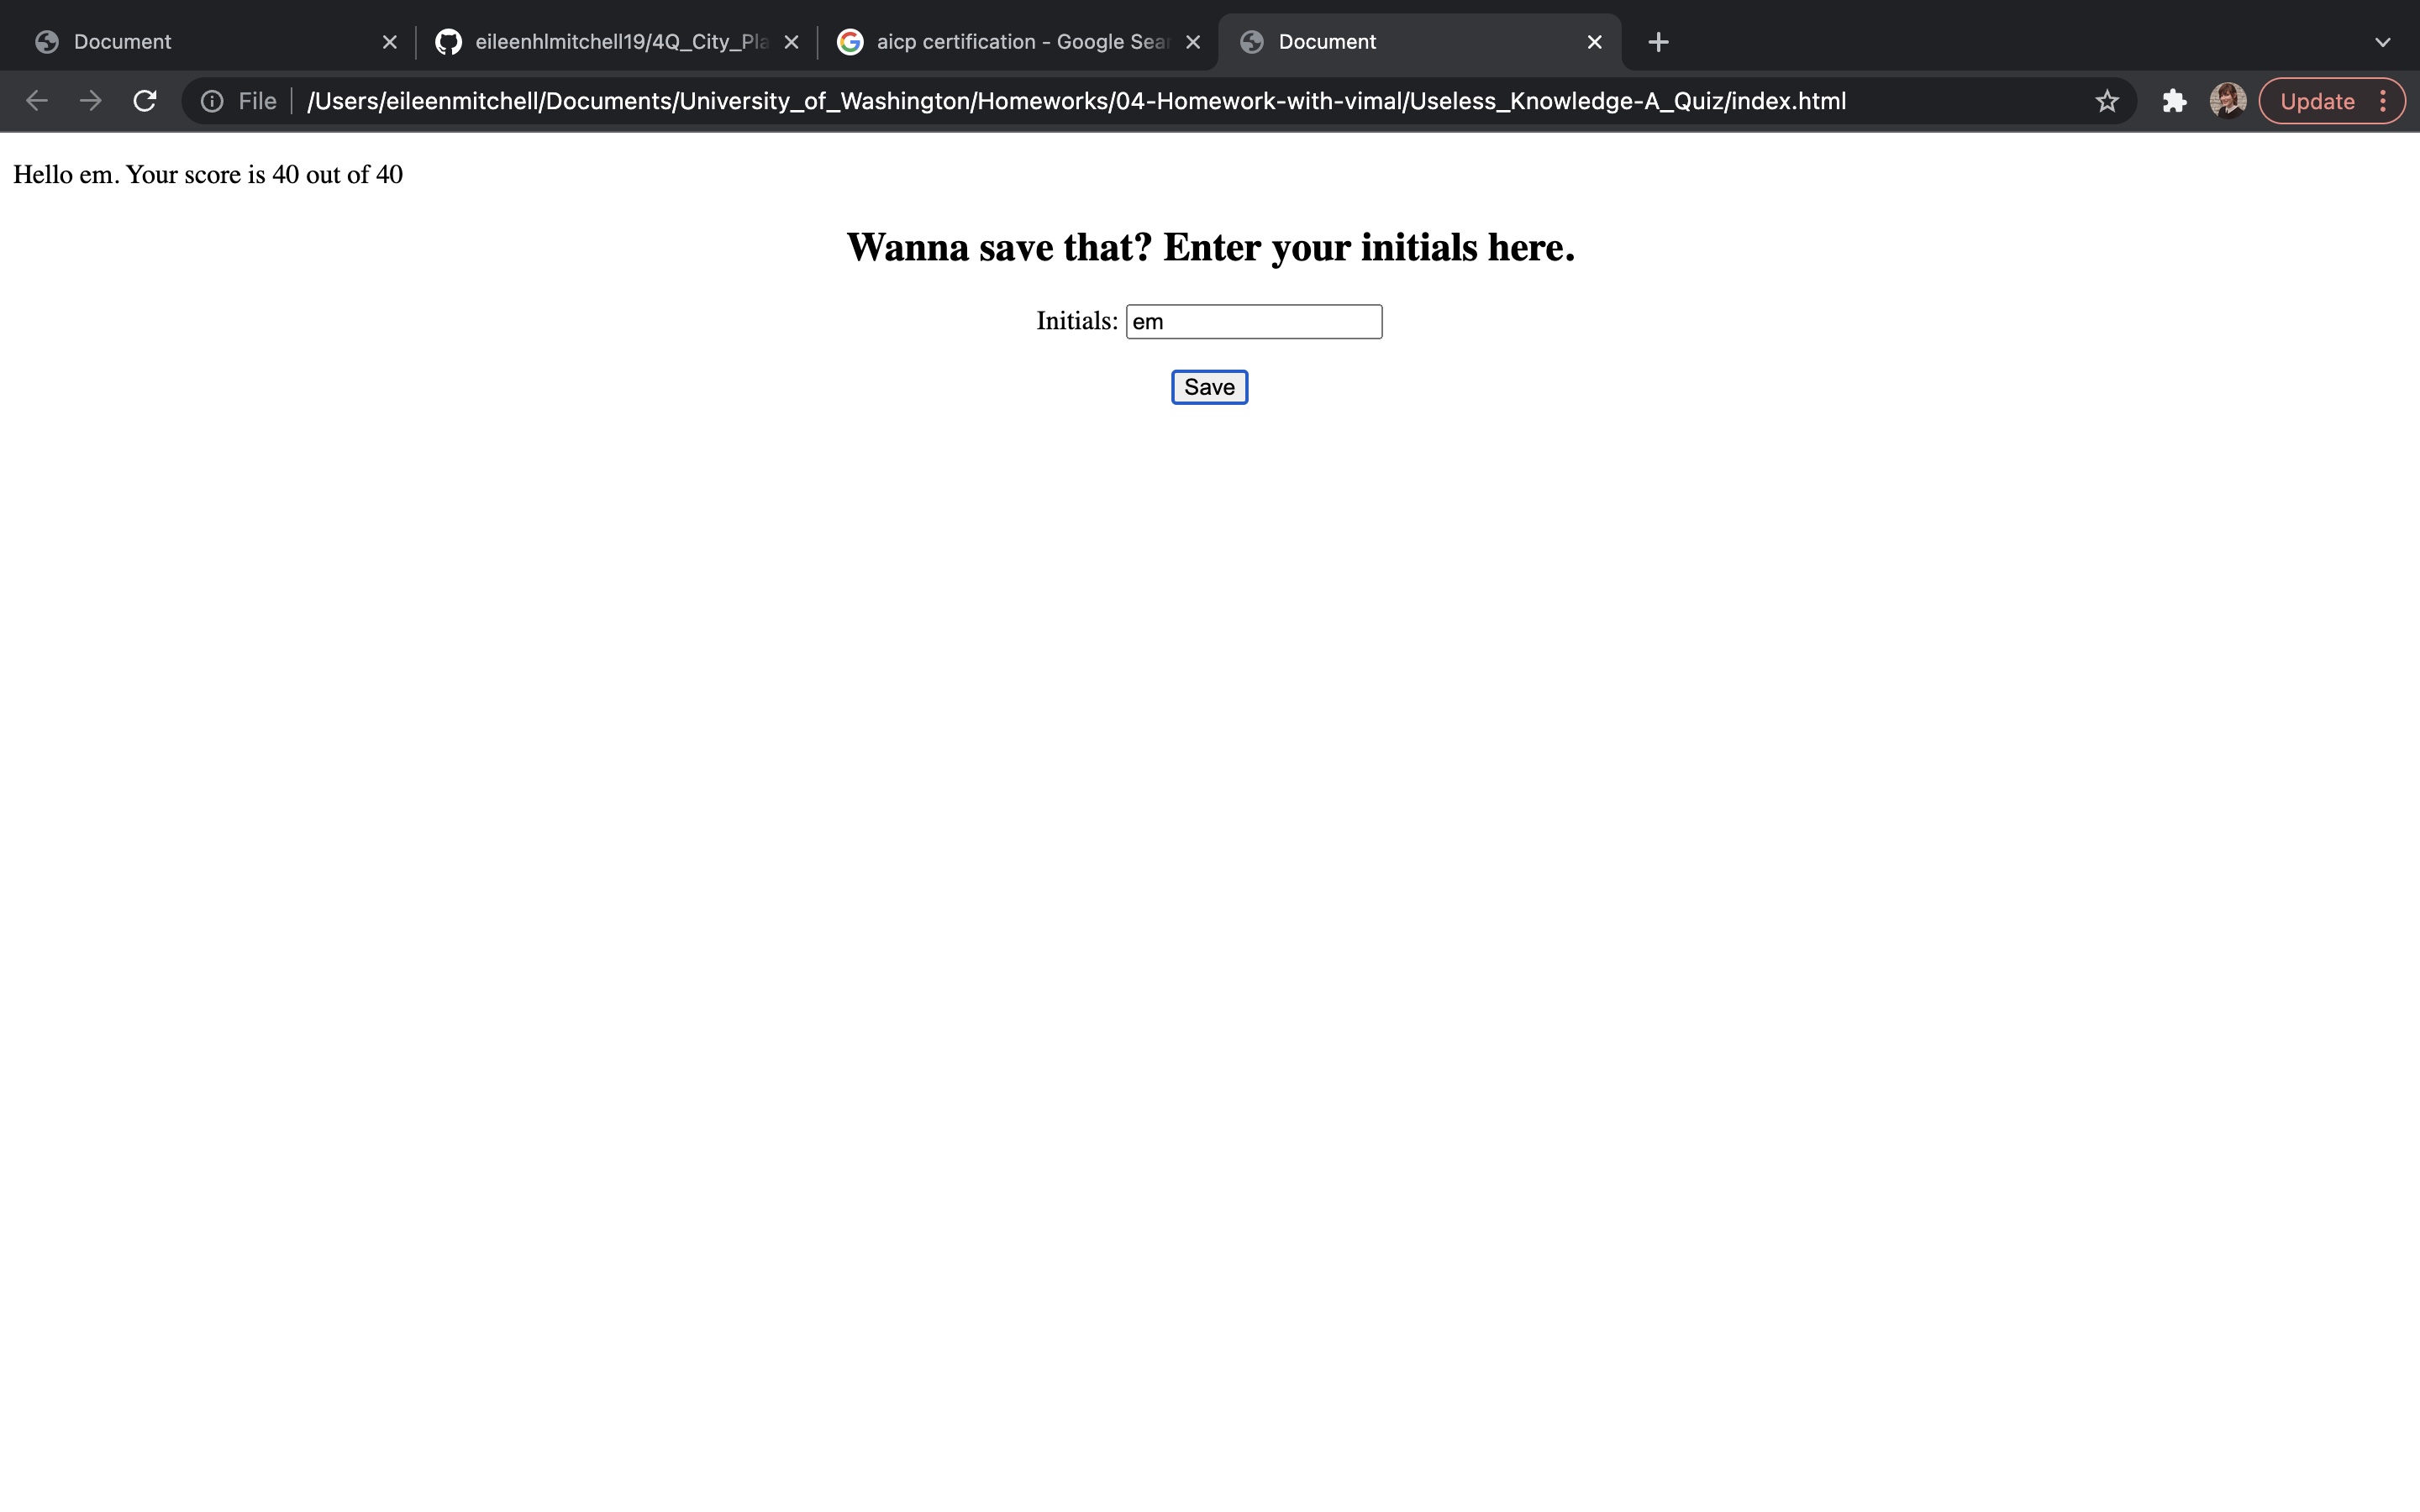 Document
eileenhlmitchell19/4Q_City_Pla
aicp certification - Google Sear
Document
File
/Users/eileenmitchell/Documents/University_of_Washington/Homeworks/04-Homework-with-vimal/Useless_Knowledge-A_Quiz/index.html
Update
Hello em. Your score is 40 out of 40
Wanna save that? Enter your initials here.
Initials: em
Save